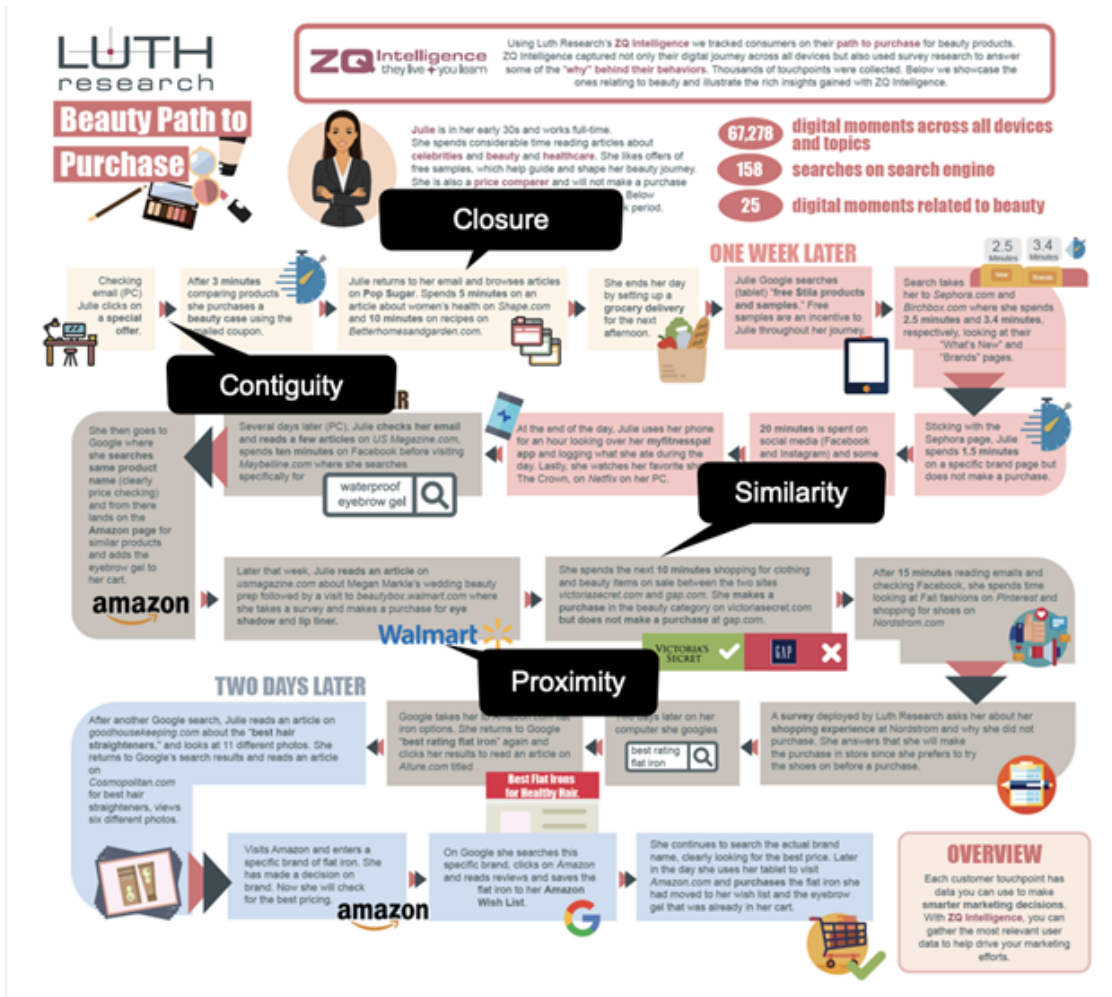 LUTH
research
Beauty Path to
Purchase
ZQ Intelligence
they live + you learn
Using Luth Research's ZQ Intelligence we tracked consumers on their path to purchase for beauty products.
ZQ Intelligence captured not only their digital journey across all devices but also used survey research to answer
some of the "why" behind their behaviors. Thousands of touchpoints were collected. Below we showcase the
ones relating to beauty and illustrate the rich insights gained with ZQ Intelligence.
Julie is in her early 30s and works full-time.
She spends considerable time reading articles about
celebrities and beauty and healthcare. She likes offers of
free samples, which help guide and shape her beauty journey.
She is also a price comparer and will not make a purchase
Below
period.
67,278 digital moments across all devices
and topics
158 searches on search engine
25 digital moments related to beauty
Closure
Checking
email (PC)
Julie clicks on
a special
offer.
After 3 minutes
comparing products
she purchases a
beauty case using the
emailed coupon.
Julie returns to her email and browses articles
on Pop Sugar. Spends 5 minutes on an
article about women's health on Shape.com
and 10 minutes on recipes on
Betterhomesandgarden.com.
She ends her day
by setting up a
grocery delivery
for the next
afternoon.
ONE WEEK LATER
Julie Google searches
(tablet) "free Stila products
and samples." Free
samples are an incentive to
Julie throughout her journey.
2.5
Minutes
3.4
Minutes
New
Brands
Search takes
her to Sephora.com and
Birchbox.com where she spends
2.5 minutes and 3.4 minutes,
respectively, looking at their
"What's New" and
"Brands" pages.
Contiguity
Sticking with the
Sephora page, Julie
spends 1.5 minutes
on a specific brand page but
does not make a purchase.
20 minutes is spent on
social media (Facebook
and Instagram) and some
At the end of the day, Julie uses her phone
for an hour looking over her myfitnesspal
app and logging what she ate during the
day. Lastly, she watches her favorite
The Crown, on Netflix on her PC.
Similarity
Several days later (PC), Julie checks her email
and reads a few articles on US Magazine.com,
spends ten minutes on Facebook before visiting
Maybelline.com where she searches
specifically for
waterproof
eyebrow gel
She then goes to
Google where
she searches
same product
name (clearly
price checking)
and from there
lands on the
Amazon page for
similar products
and adds the
eyebrow gel to
her cart.
amazon
Later that week, Julie reads an article on
usmagazine.com about Megan Markle's wedding beauty
prep followed by a visit to beautybox.walmart.com where
she takes a survey and makes a purchase for eye
shadow and lip liner.
Walmart
She spends the next 10 minutes shopping for clothing
and beauty items on sale between the two sites
victoriasecret.com and gap.com. She makes a
purchase in the beauty category on victoriasecret.com
but does not make a purchase at gap.com.
VICTORIA'S
SECRET
GAP
After 15 minutes reading emails and
checking Facebook, she spends time
looking at Fall fashions on Pinterest and
shopping for shoes on
Nordstrom.com
Proximity
A survey deployed by Luth Research asks her about her
shopping experience at Nordstrom and why she did not
purchase. She answers that she will make
the purchase in store since she prefers to try
the shoes on before a purchase.
Two days later on her
computer she googles
best rating
flat iron
Google takes her to Amazon.com flat
iron options. She returns to Google
"best rating flat iron" again and
clicks her results to read an article on
Allure.com titled
Best Flat Irons
for Healthy Hair.
TWO DAYS LATER
After another Google search, Julie reads an article on
goodhousekeeping.com about the "best hair
straighteners," and looks at 11 different photos. She
returns to Google's search results and reads an article
on
Cosmopolitan.com
for best hair
straighteners, views
six different photos.
Visits Amazon and enters a
specific brand of flat iron. She
has made a decision on
brand. Now she will check
for the best pricing.
amazon
On Google she searches this
specific brand, clicks on Amazon
and reads reviews and saves the
flat iron to her Amazon
Wish List.
G
She continues to search the actual brand
name, clearly looking for the best price. Later
in the day she uses her tablet to visit
Amazon.com and purchases the flat iron she
had moved to her wish list and the eyebrow
gel that was already in her cart.
OVERVIEW
Each customer touchpoint has
data you can use to make
smarter marketing decisions.
With ZQ Intelligence, you can
gather the most relevant user
data to help drive your marketing
efforts.